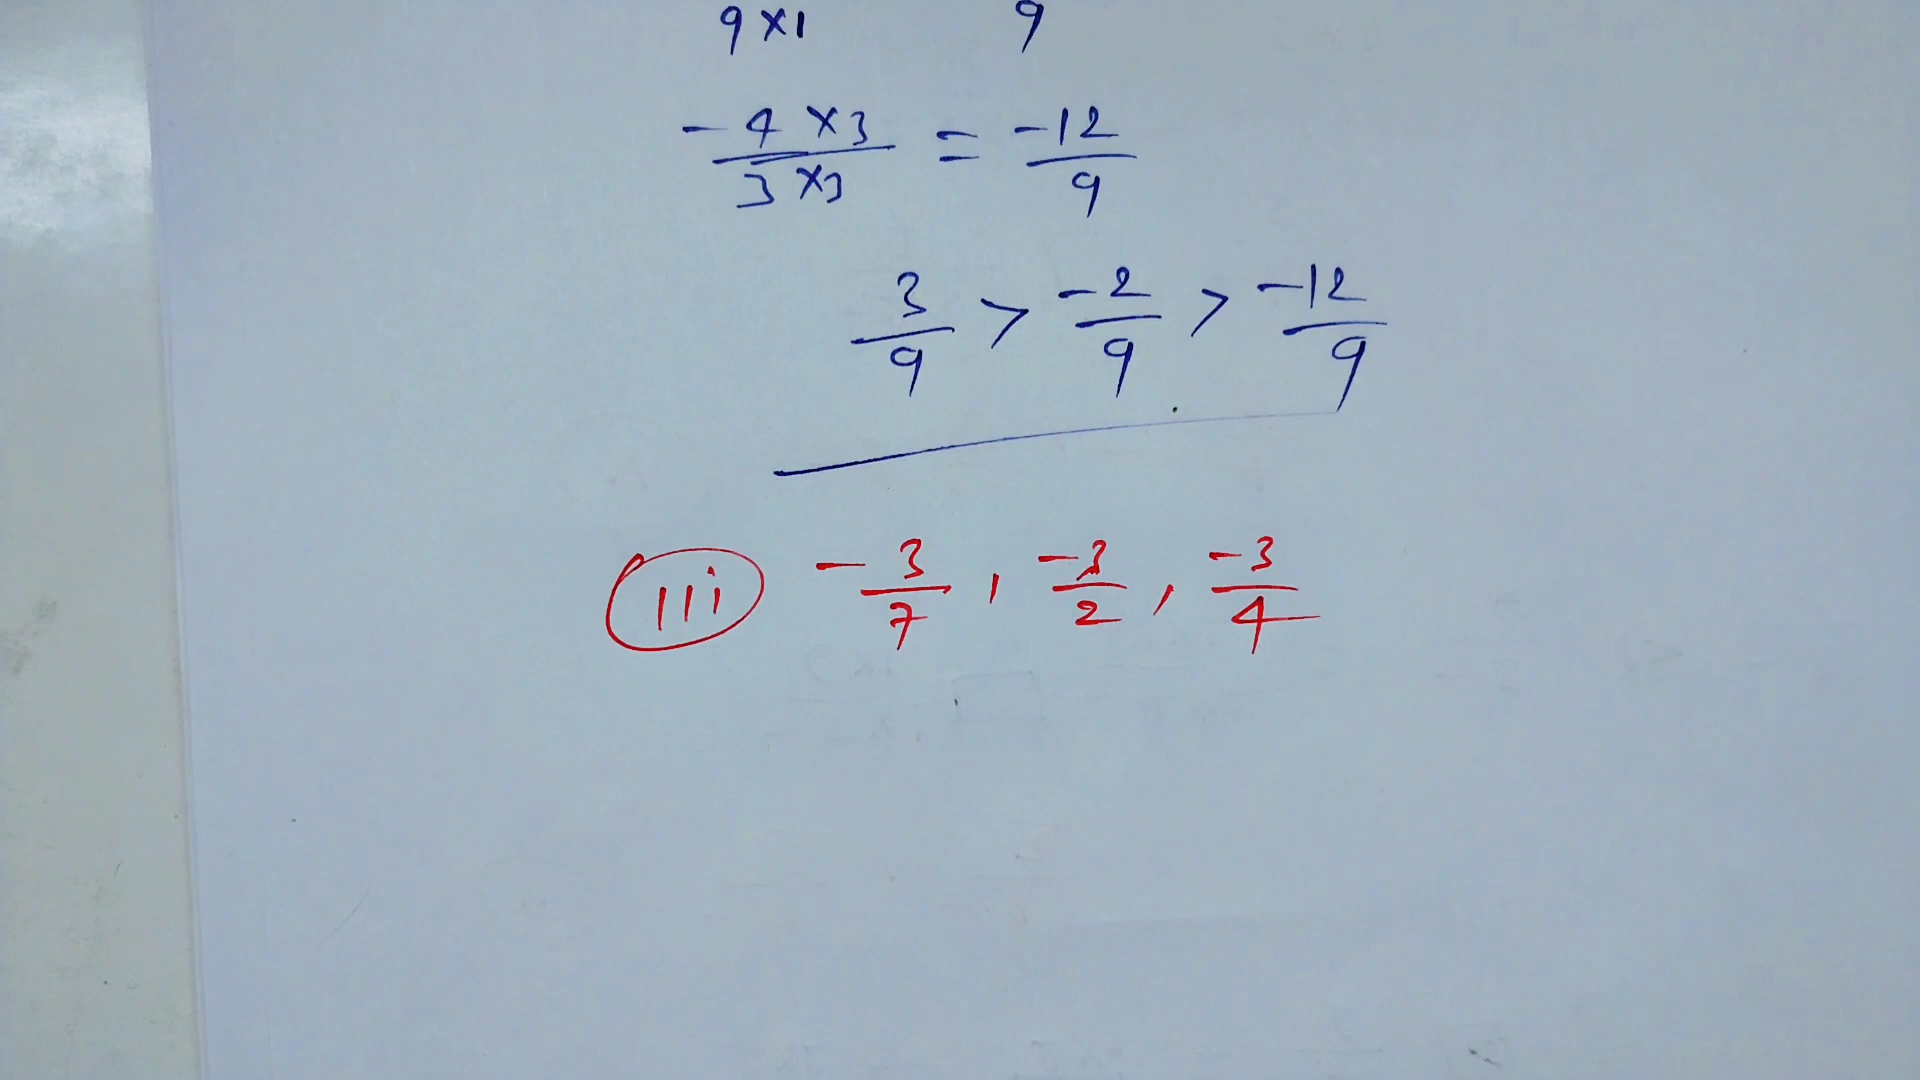 9 ×1 9
-4 ×3 / 3 ×3 = -12 / 9
3/9 > -2/9 > -12/9
iii -3/7 , -3/2 , -3/4